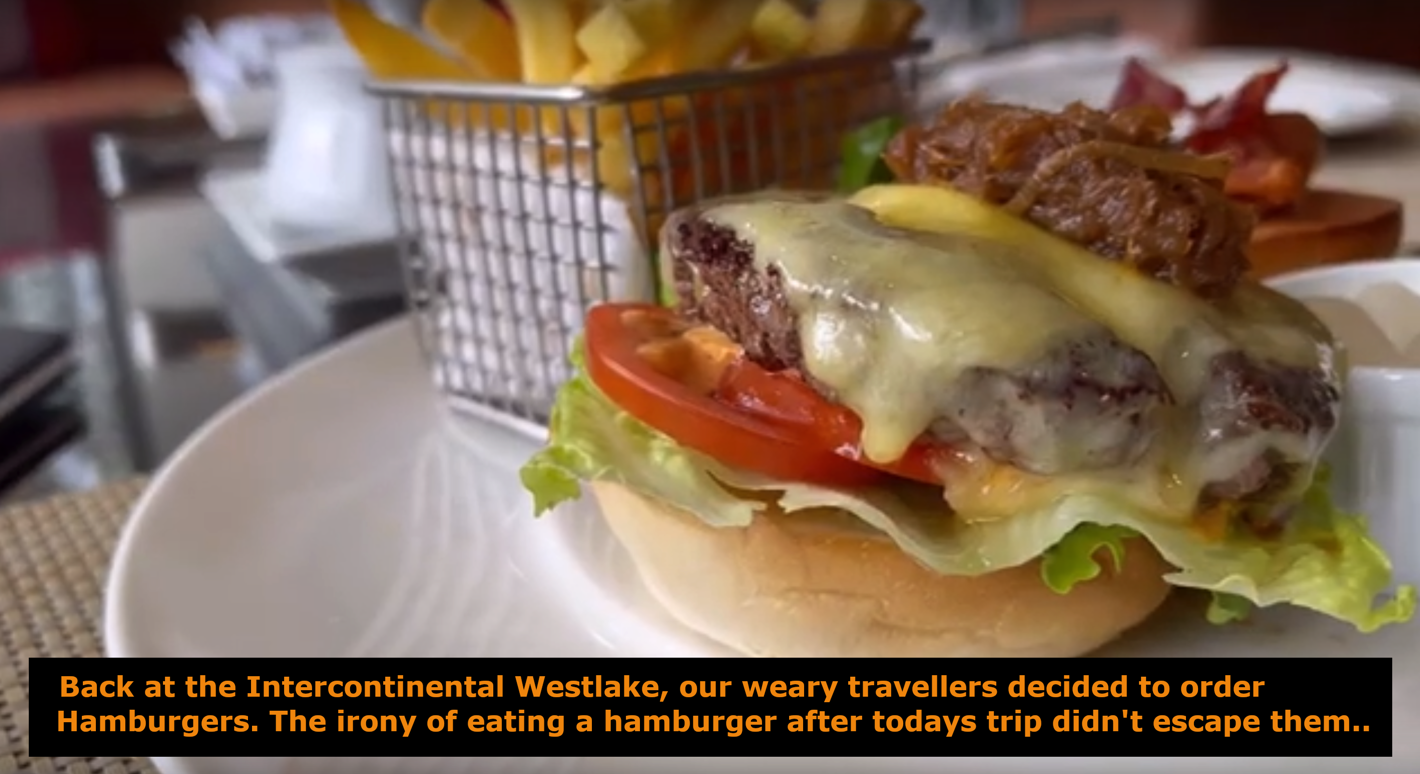 Back at the Intercontinental Westlake, our weary travellers decided to order
Hamburgers. The irony of eating a hamburger after todays trip didn't escape them..